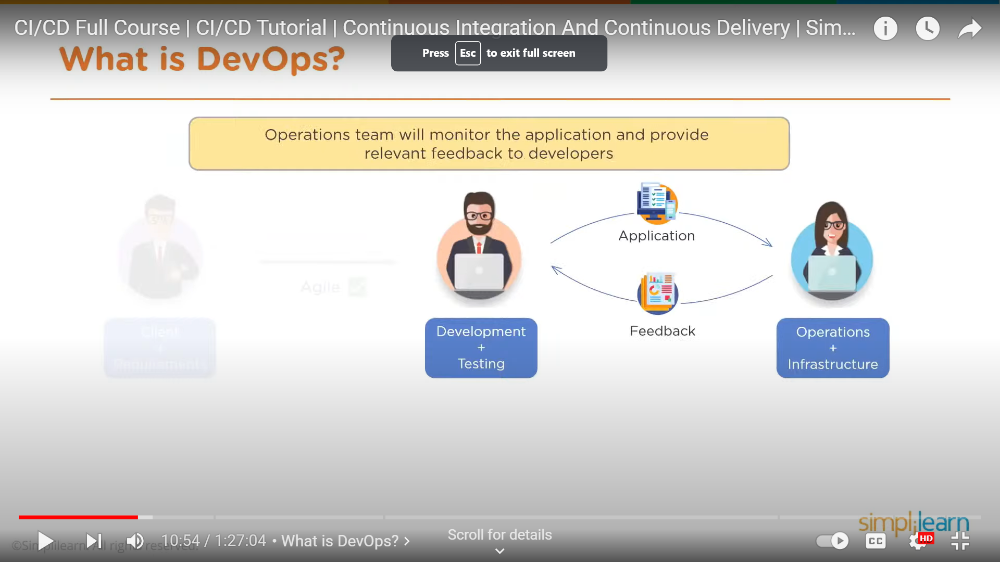 CI/CD Full Course | CI/CD Tutorial | Continuous Integration And Continuous Delivery | Sim...
Press Esc to exit full screen
What is DevOps?
Operations team will monitor the application and provide
relevant feedback to developers
Application
Agile
Feedback
Client
+
Requirements
Development
+
Testing
Operations
+
Infrastructure
simplilearn
©Simplilearn. All rights reserved.
10:54 / 1:27:04 • What is DevOps? >
Scroll for details
CC
HD